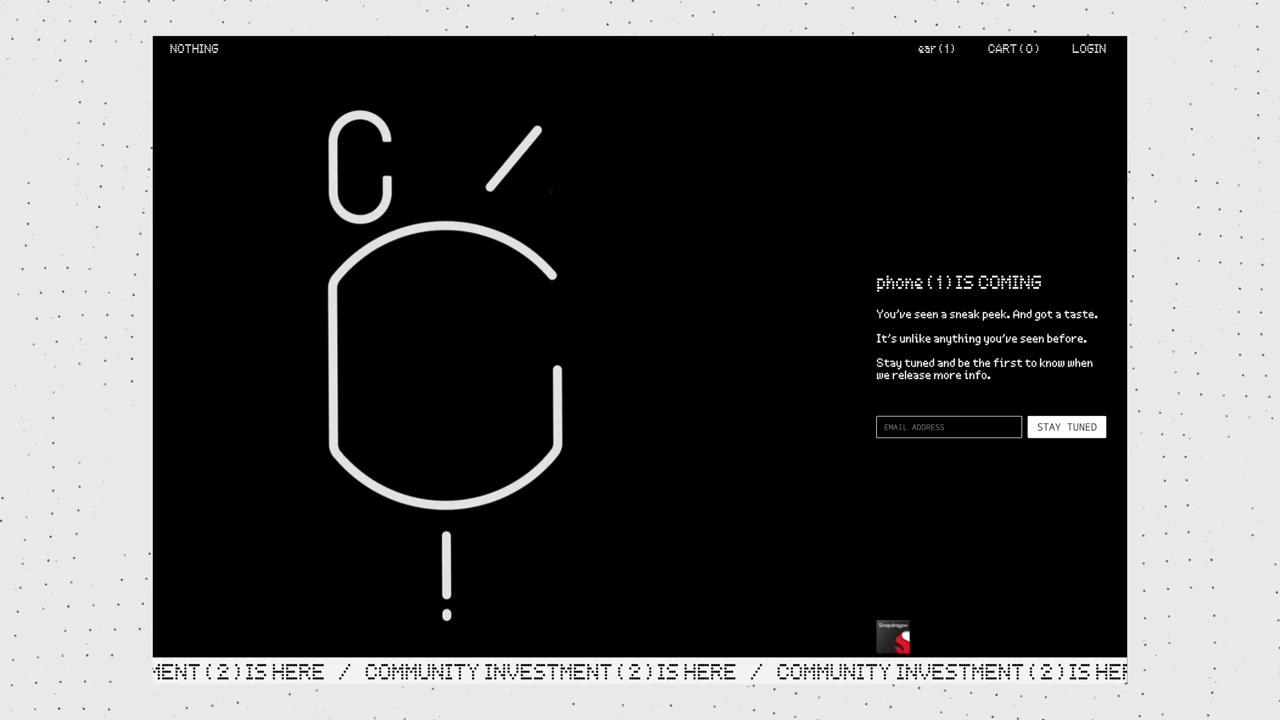 NOTHING
ear (1)
CART ( 0 )
LOGIN
phone ( 1 ) IS COMING
You've seen a sneak peek. And got a taste.
It's unlike anything you've seen before.
Stay tuned and be the first to know when
we release more info.
EMAIL ADDRESS
STAY TUNED
Snapdragon
MENT ( 2 ) IS HERE / COMMUNITY INVESTMENT ( 2 ) IS HERE / COMMUNITY INVESTMENT ( 2 ) IS HER